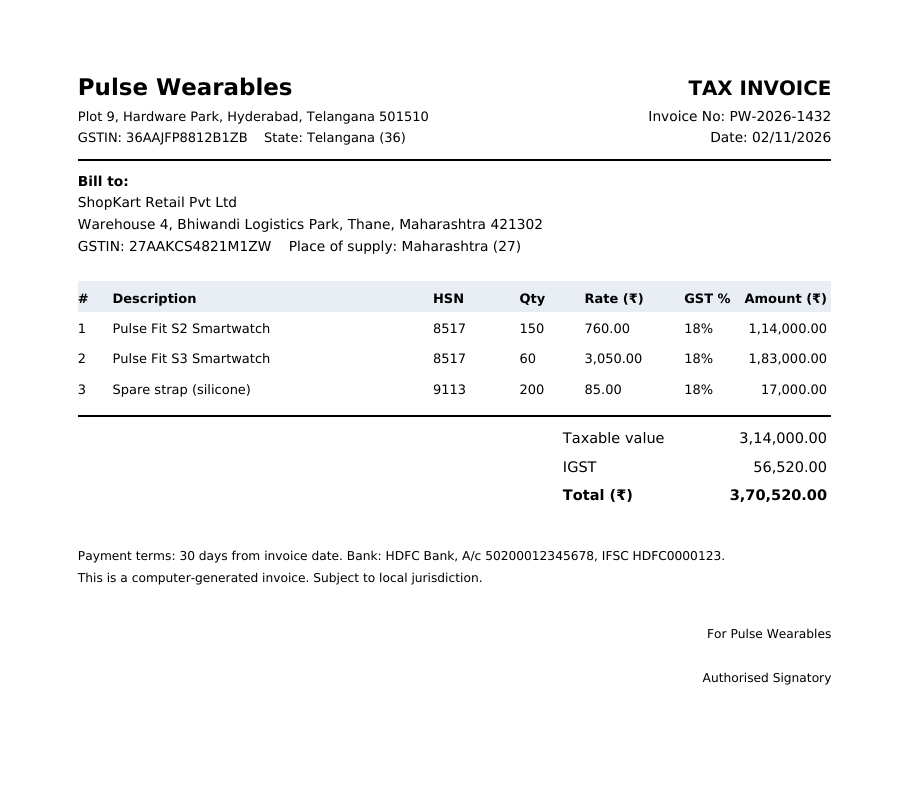 Pulse Wearables TAX INVOICE
Plot 9, Hardware Park, Hyderabad, Telangana 501510 Invoice No: PW-2026-1432
GSTIN: 36AAJFP8812B1ZB State: Telangana (36) Date: 02/11/2026
Bill to:
ShopKart Retail Pvt Ltd
Warehouse 4, Bhiwandi Logistics Park, Thane, Maharashtra 421302
GSTIN: 27AAKCS4821M1ZW Place of supply: Maharashtra (27)
# Description HSN Qty Rate (₹) GST % Amount (₹)
1 Pulse Fit S2 Smartwatch 8517 150 760.00 18% 1,14,000.00
2 Pulse Fit S3 Smartwatch 8517 60 3,050.00 18% 1,83,000.00
3 Spare strap (silicone) 9113 200 85.00 18% 17,000.00
Taxable value 3,14,000.00
IGST 56,520.00
Total (₹) 3,70,520.00
Payment terms: 30 days from invoice date. Bank: HDFC Bank, A/c 50200012345678, IFSC HDFC0000123.
This is a computer-generated invoice. Subject to local jurisdiction.
For Pulse Wearables
Authorised Signatory